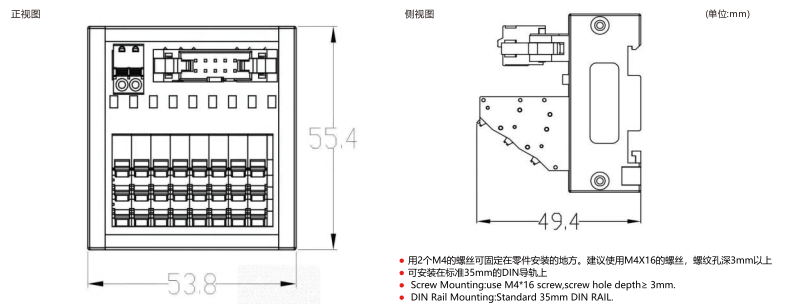 正视图
侧视图
(单位:mm)
55.4
53.8
49.4
用2个M4的螺丝可固定在零件安装的地方。建议使用M4X16的螺丝，螺纹孔深3mm以上
可安装在标准35mm的DIN导轨上
Screw Mounting:use M4*16 screw,screw hole depth≥ 3mm.
DIN Rail Mounting:Standard 35mm DIN RAIL.